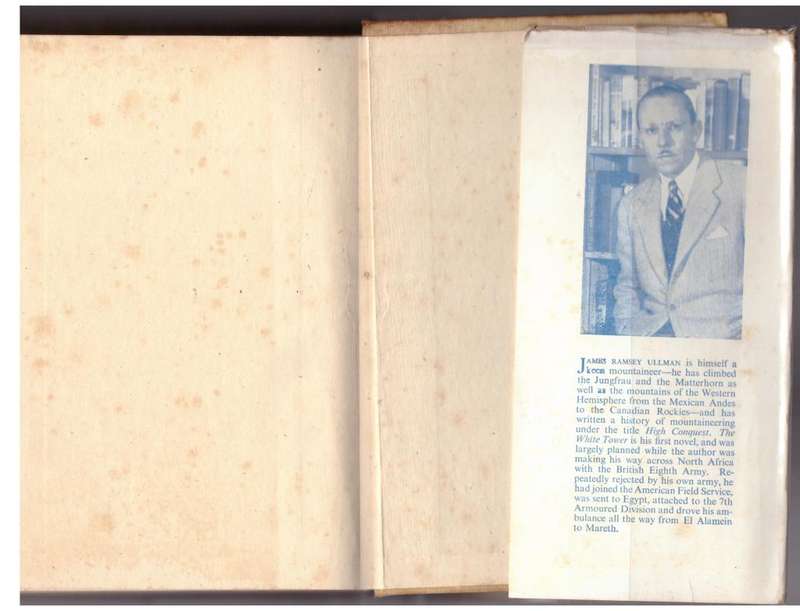 JAMES RAMSEY ULLMAN is himself a
keen mountaineer—he has climbed
the Jungfrau and the Matterhorn as
well as the mountains of the Western
Hemisphere from the Mexican Andes
to the Canadian Rockies—and has
written a history of mountaineering
under the title High Conquest. The
White Tower is his first novel, and was
largely planned while the author was
making his way across North Africa
with the British Eighth Army. Re-
peatedly rejected by his own army, he
had joined the American Field Service,
was sent to Egypt, attached to the 7th
Armoured Division and drove his am-
bulance all the way from El Alamein
to Mareth.